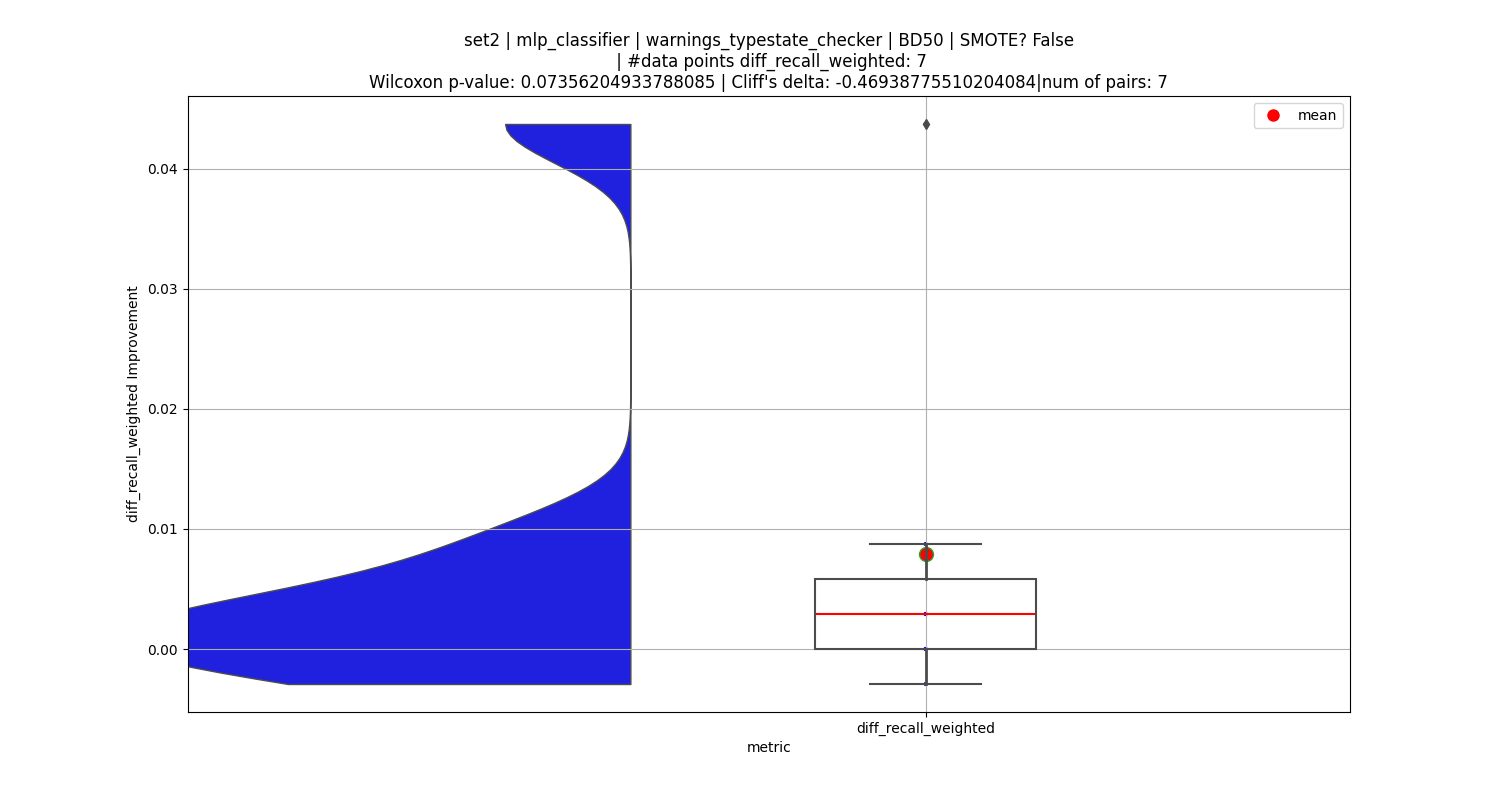 set2 | mlp_classifier | warnings_typestate_checker | BD50 | SMOTE? False
| #data points diff_recall_weighted: 7
Wilcoxon p-value: 0.07356204933788085 | Cliff's delta: -0.46938775510204084|num of pairs: 7
mean
0.04
0.03
0.02
0.01
0.00
diff_recall_weighted Improvement
diff_recall_weighted
metric